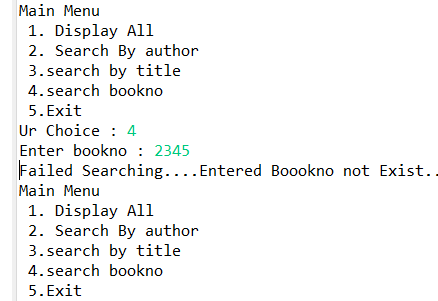 Main Menu
1. Display All
2. Search By author
3.search by title
4.search bookno
5.Exit
Ur Choice : 4
Enter bookno : 2345
Failed Searching....Entered Boookno not Exist..
Main Menu
1. Display All
2. Search By author
3.search by title
4.search bookno
5.Exit